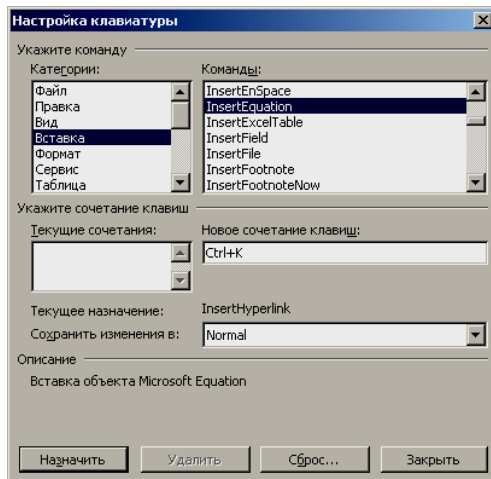 Настройка клавиатуры
Укажите команду
Категории:
Команды:
Файл
Правка
Вид
Вставка
Формат
Сервис
Таблица
InsertEnSpace
InsertEquation
InsertExcelTable
InsertField
InsertFile
InsertFootnote
InsertFootnoteNow
Укажите сочетание клавиш
Текущие сочетания:
Новое сочетание клавиш:
Ctrl+K
Текущее назначение:
InsertHyperlink
Сохранить изменения в:
Normal
Описание
Вставка объекта Microsoft Equation
Назначить
Удалить
Сброс...
Закрыть